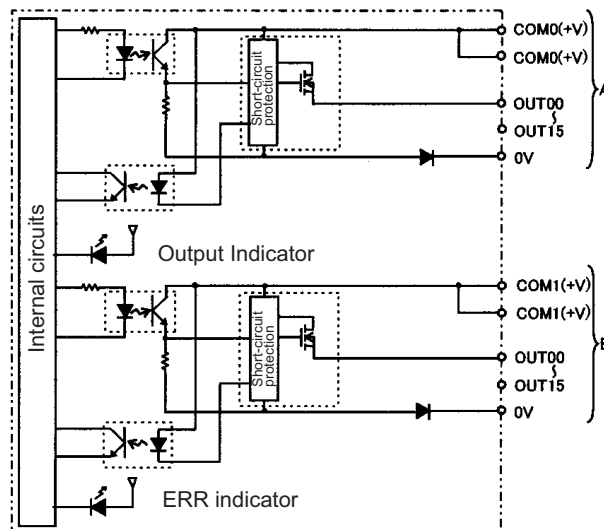 Internal circuits
Short-circuit
protection
COM0(+V)
COM0(+V)
OUT00
OUT15
0V
A
Output Indicator
Short-circuit
protection
COM1(+V)
COM1(+V)
OUT00
OUT15
0V
B
ERR indicator